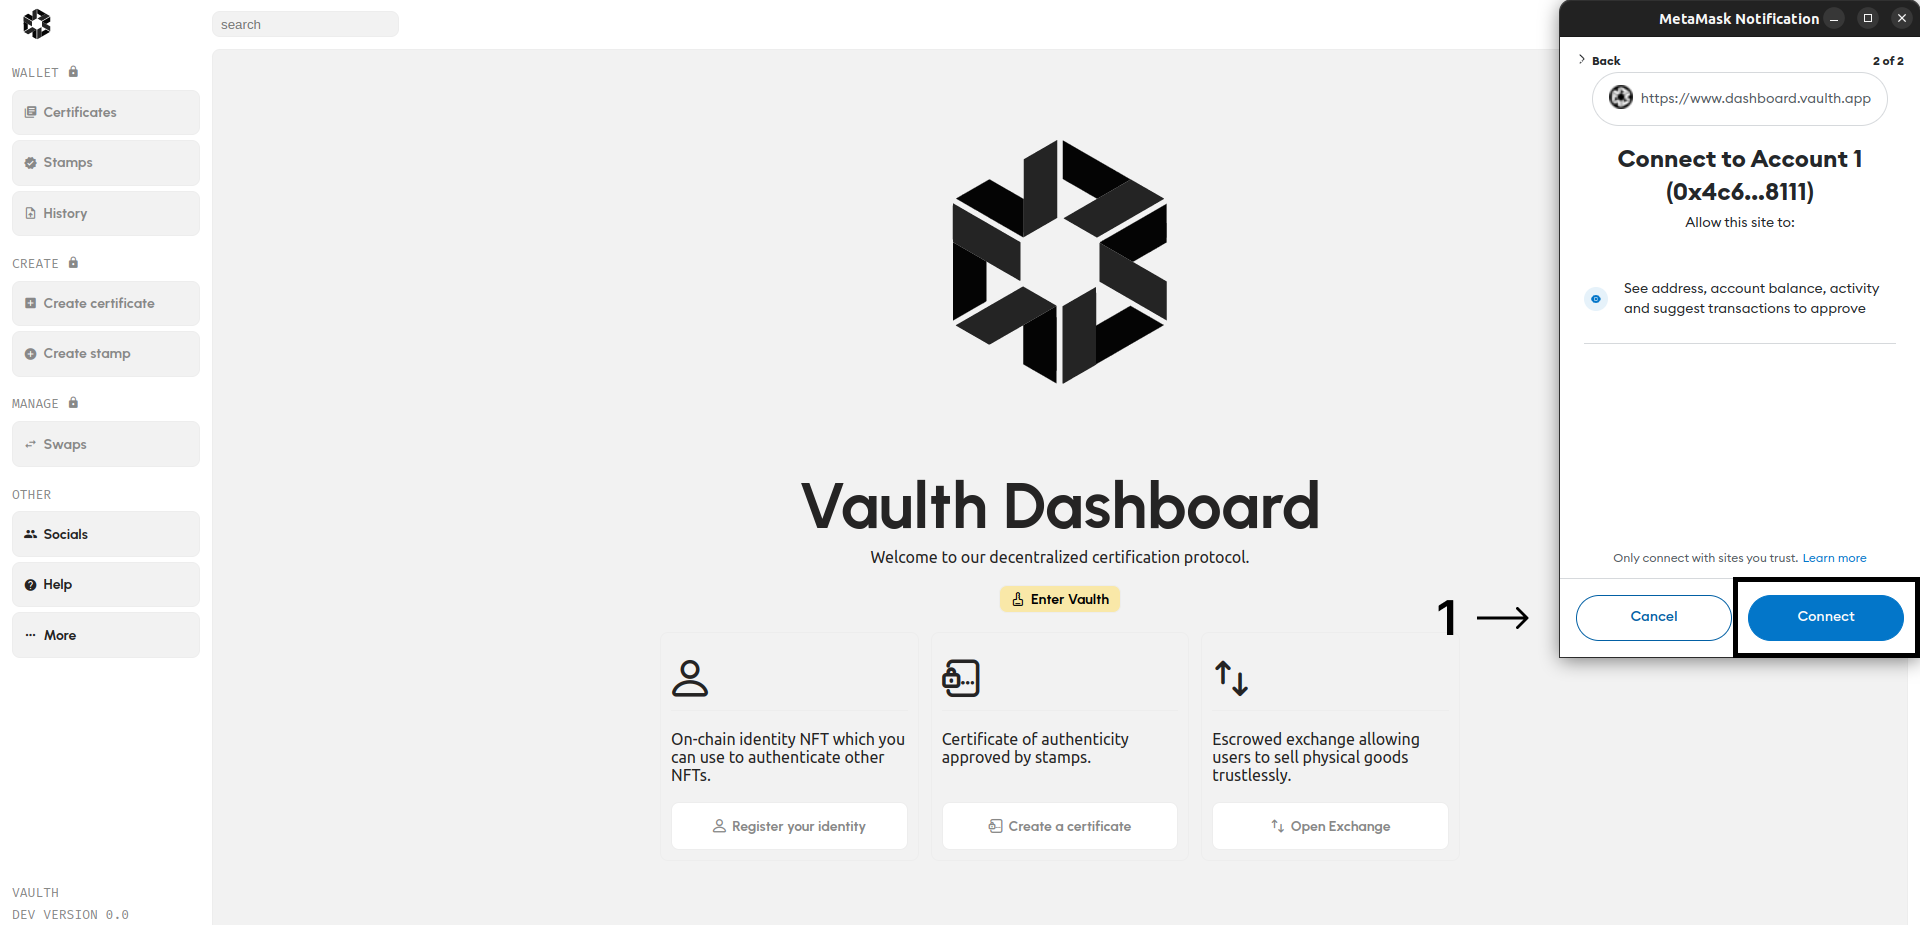 search
WALLET
Certificates
Stamps
History
CREATE
Create certificate
Create stamp
MANAGE
Swaps
OTHER
Socials
Help
More
VAULTH
DEV VERSION 0.0
Vaulth Dashboard
Welcome to our decentralized certification protocol.
Enter Vaulth
On-chain identity NFT which you
can use to authenticate other
NFTs.
Register your identity
Certificate of authenticity
approved by stamps.
Create a certificate
Escrowed exchange allowing
users to sell physical goods
trustlessly.
Open Exchange
1
MetaMask Notification
Back
2 of 2
https://www.dashboard.vaulth.app
Connect to Account 1
(0x4c6...8111)
Allow this site to:
See address, account balance, activity
and suggest transactions to approve
Only connect with sites you trust. Learn more
Cancel
Connect